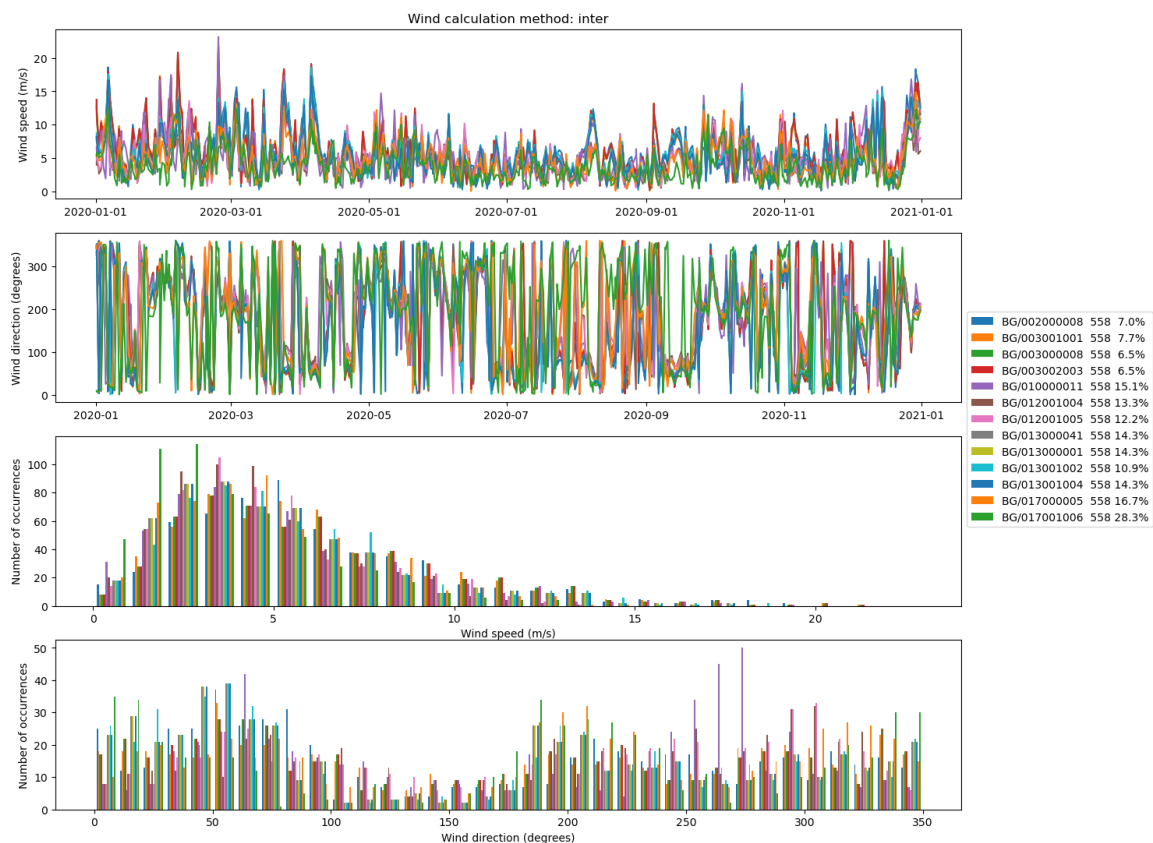 Wind calculation method: inter
Wind speed (m/s)
20
15
10
5
0
2020-01-01 2020-03-01 2020-05-01 2020-07-01 2020-09-01 2020-11-01 2021-01-01
Wind direction (degrees)
300
200
100
0
2020-01 2020-03 2020-05 2020-07 2020-09 2020-11 2021-01
BG/002000008 558 7.0%
BG/003001001 558 7.7%
BG/003000008 558 6.5%
BG/003002003 558 6.5%
BG/010000011 558 15.1%
BG/012001004 558 13.3%
BG/012001005 558 12.2%
BG/013000041 558 14.3%
BG/013000001 558 14.3%
BG/013001002 558 10.9%
BG/013001004 558 14.3%
BG/017000005 558 16.7%
BG/017001006 558 28.3%
Number of occurrences
100
80
60
40
20
0
0 5 10 15 20
Wind speed (m/s)
Number of occurrences
50
40
30
20
10
0
0 50 100 150 200 250 300 350
Wind direction (degrees)